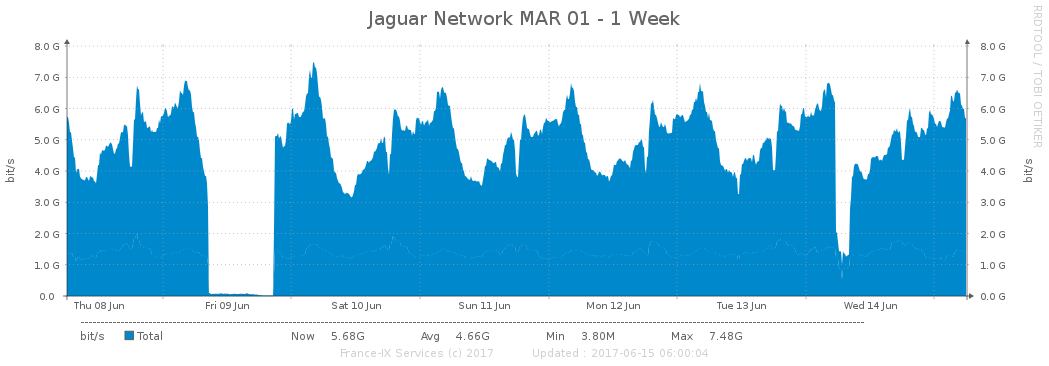 Jaguar Network MAR 01 - 1 Week
RRDTOOL / TOBI OETIKER
bit/s
8.0 G 8.0 G
7.0 G 7.0 G
6.0 G 6.0 G
5.0 G 5.0 G
4.0 G 4.0 G
3.0 G 3.0 G
2.0 G 2.0 G
1.0 G 1.0 G
0.0 0.0 G
bit/s
Thu 08 Jun Fri 09 Jun Sat 10 Jun Sun 11 Jun Mon 12 Jun Tue 13 Jun Wed 14 Jun
bit/s Total Now 5.68G Avg 4.66G Min 3.80M Max 7.48G
France-IX Services (c) 2017 Updated : 2017-06-15 06:00:04